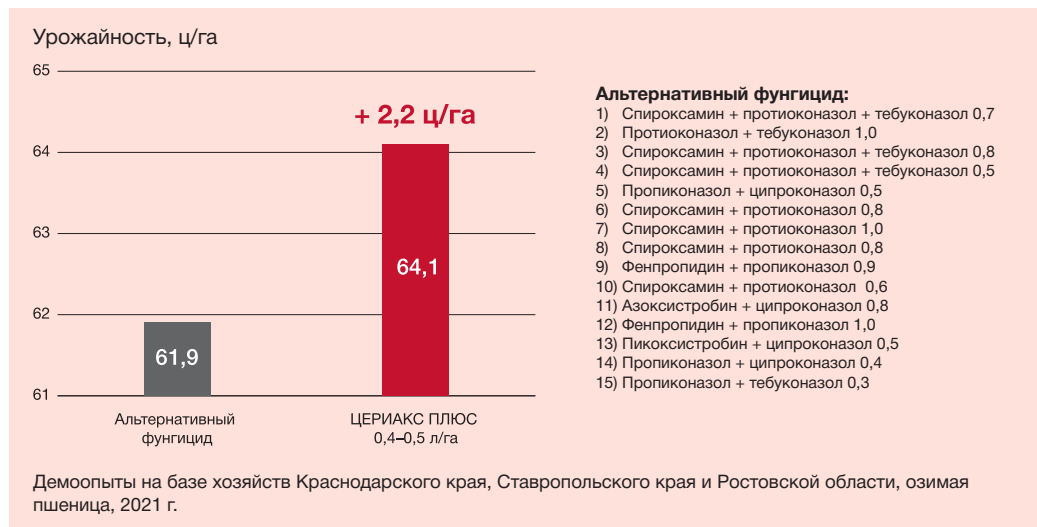 Урожайность, ц/га
65
64
63
62
61
+ 2,2 ц/га
61,9
64,1
Альтернативный
фунгицид
ЦЕРИАКС ПЛЮС
0,4–0,5 л/га
Альтернативный фунгицид:
1) Спироксамин + протиоконазол + тебуконазол 0,7
2) Протиоконазол + тебуконазол 1,0
3) Спироксамин + протиоконазол + тебуконазол 0,8
4) Спироксамин + протиоконазол + тебуконазол 0,5
5) Пропиконазол + ципроконазол 0,5
6) Спироксамин + протиоконазол 0,8
7) Спироксамин + протиоконазол 1,0
8) Спироксамин + протиоконазол 0,8
9) Фенпропидин + пропиконазол 0,9
10) Спироксамин + протиоконазол 0,6
11) Азоксистробин + ципроконазол 0,8
12) Фенпропидин + пропиконазол 1,0
13) Пикоксистробин + ципроконазол 0,5
14) Пропиконазол + ципроконазол 0,4
15) Пропиконазол + тебуконазол 0,3
Демоопыты на базе хозяйств Краснодарского края, Ставропольского края и Ростовской области, озимая
пшеница, 2021 г.